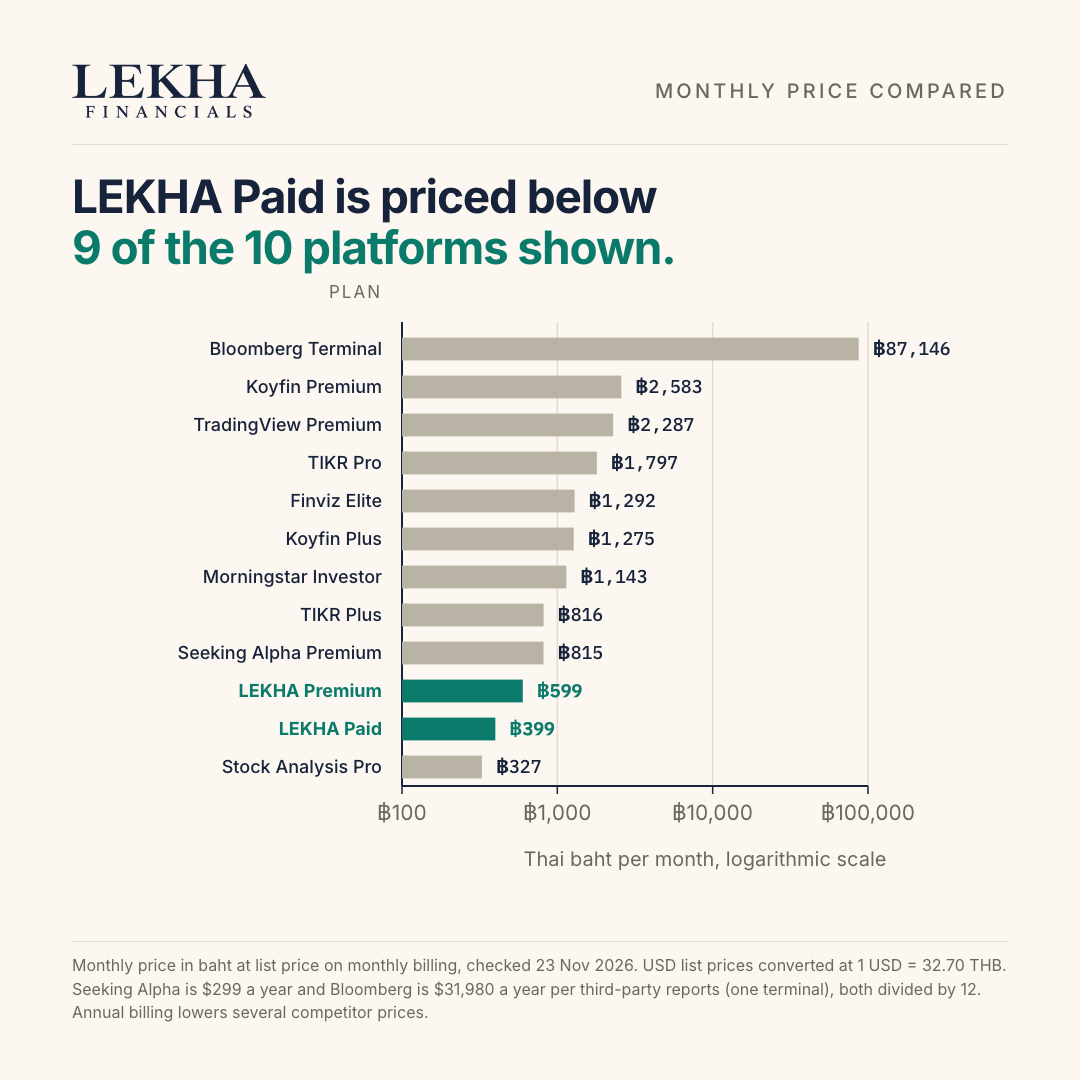 LEKHA
FINANCIALS
MONTHLY PRICE COMPARED
LEKHA Paid is priced below
9 of the 10 platforms shown.
PLAN
Bloomberg Terminal ฿87,146
Koyfin Premium ฿2,583
TradingView Premium ฿2,287
TIKR Pro ฿1,797
Finviz Elite ฿1,292
Koyfin Plus ฿1,275
Morningstar Investor ฿1,143
TIKR Plus ฿816
Seeking Alpha Premium ฿815
LEKHA Premium ฿599
LEKHA Paid ฿399
Stock Analysis Pro ฿327
฿100 ฿1,000 ฿10,000 ฿100,000
Thai baht per month, logarithmic scale
Monthly price in baht at list price on monthly billing, checked 23 Nov 2026. USD list prices converted at 1 USD = 32.70 THB.
Seeking Alpha is $299 a year and Bloomberg is $31,980 a year per third-party reports (one terminal), both divided by 12.
Annual billing lowers several competitor prices.